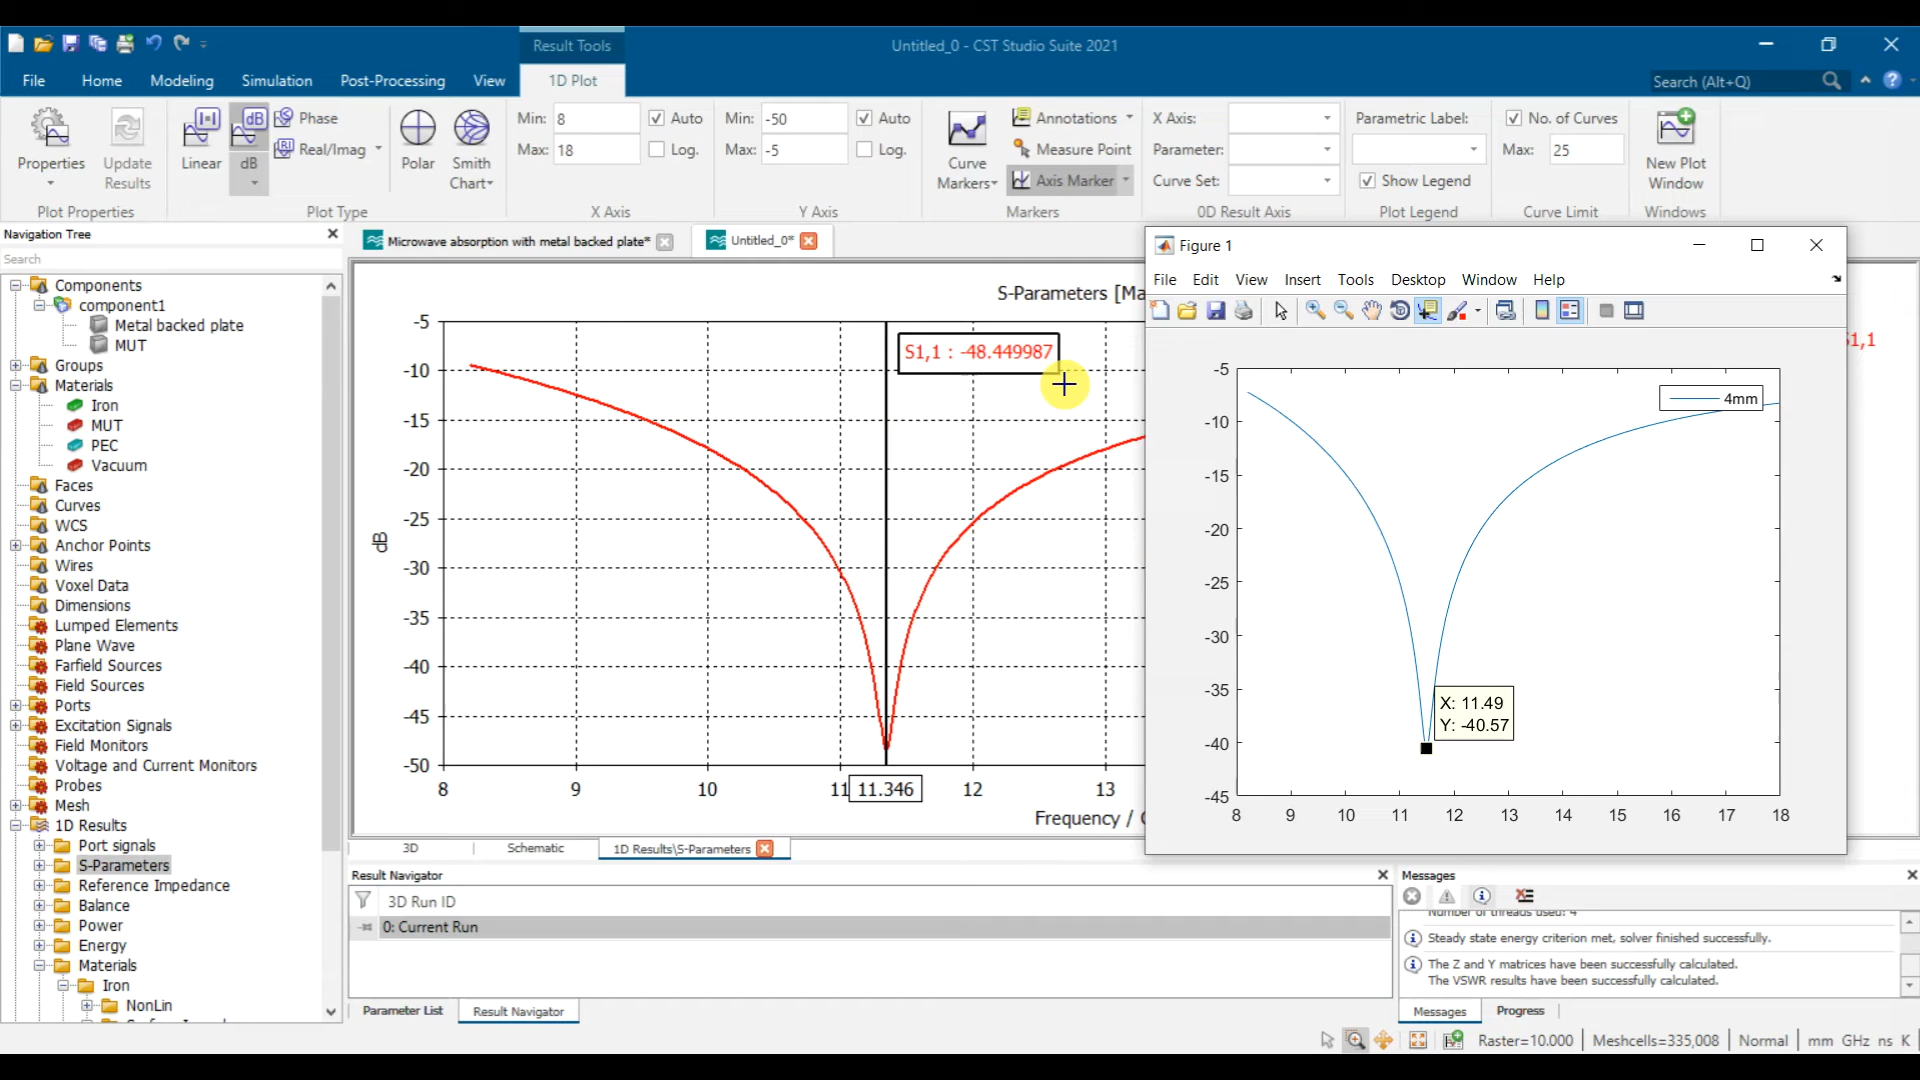 Result Tools
Untitled_0 - CST Studio Suite 2021
File Home Modeling Simulation Post-Processing View 1D Plot
Search (Alt+Q)
Properties
Update Results
Plot Properties
Linear
dB
Phase
Real/Imag
Polar
Smith Chart
Plot Type
Min: 8 Auto
Max: 18 Log.
X Axis
Min: -50 Auto
Max: -5 Log.
Y Axis
Curve Markers
Annotations
Measure Point
Axis Marker
Markers
X Axis:
Parameter:
Curve Set:
0D Result Axis
Parametric Label:
Show Legend
Plot Legend
No. of Curves
Max: 25
Curve Limit
New Plot Window
Windows
Navigation Tree
Search
Components
component1
Metal backed plate
MUT
Groups
Materials
Iron
MUT
PEC
Vacuum
Faces
Curves
WCS
Anchor Points
Wires
Voxel Data
Dimensions
Lumped Elements
Plane Wave
Farfield Sources
Field Sources
Ports
Excitation Signals
Field Monitors
Voltage and Current Monitors
Probes
Mesh
1D Results
Port signals
S-Parameters
Reference Impedance
Balance
Power
Energy
Materials
Iron
NonLin
Microwave absorption with metal backed plate*
Untitled_0*
S-Parameters [Ma
S1,1 : -48.449987
-5
-10
-15
-20
-25
-30
-35
-40
-45
-50
dB
8 9 10 11 11.346 12 13
Frequency /
S1,1
Figure 1
File Edit View Insert Tools Desktop Window Help
4mm
-5
-10
-15
-20
-25
-30
-35
-40
-45
X: 11.49
Y: -40.57
8 9 10 11 12 13 14 15 16 17 18
3D Schematic 1D Results\S-Parameters
Result Navigator
3D Run ID
0: Current Run
Parameter List Result Navigator
Messages
Number of threads used: 4
Steady state energy criterion met, solver finished successfully.
The Z and Y matrices have been successfully calculated.
The VSWR results have been successfully calculated.
Messages Progress
Raster=10.000 Meshcells=335,008 Normal mm GHz ns K